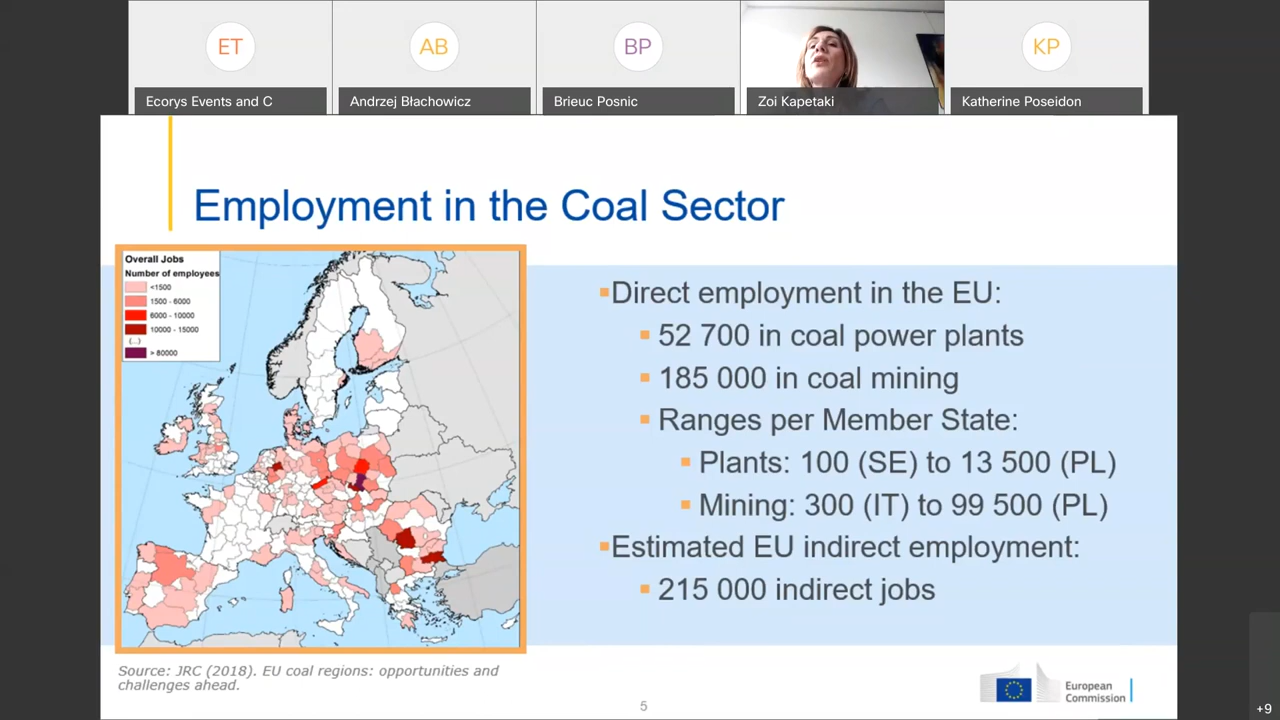 ET
AB
BP
KP
Ecorys Events and C
Andrzej Błachowicz
Brieuc Posnic
Zoi Kapetaki
Katherine Poseidon
Employment in the Coal Sector
Overall Jobs
Number of employees
<1500
1500 - 6000
6000 - 10000
10000 - 15000
(...)
> 80000
▪Direct employment in the EU:
▪ 52 700 in coal power plants
▪ 185 000 in coal mining
▪ Ranges per Member State:
▪ Plants: 100 (SE) to 13 500 (PL)
▪ Mining: 300 (IT) to 99 500 (PL)
▪Estimated EU indirect employment:
▪ 215 000 indirect jobs
Source: JRC (2018). EU coal regions: opportunities and
challenges ahead.
European
Commission
5
+9